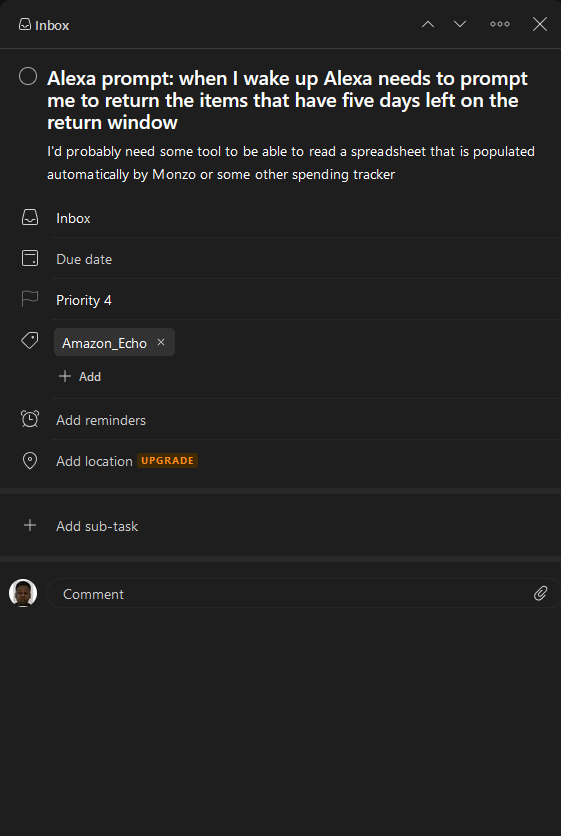 Inbox
Alexa prompt: when I wake up Alexa needs to prompt
me to return the items that have five days left on the
return window
I'd probably need some tool to be able to read a spreadsheet that is populated
automatically by Monzo or some other spending tracker
Inbox
Due date
Priority 4
Amazon_Echo
Add
Add reminders
Add location UPGRADE
Add sub-task
Comment